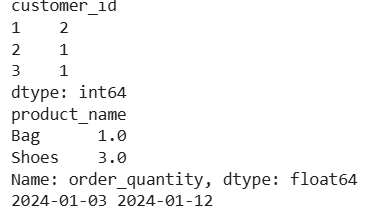 customer_id
1    2
2    1
3    1
dtype: int64
product_name
Bag      1.0
Shoes    3.0
Name: order_quantity, dtype: float64
2024-01-03 2024-01-12